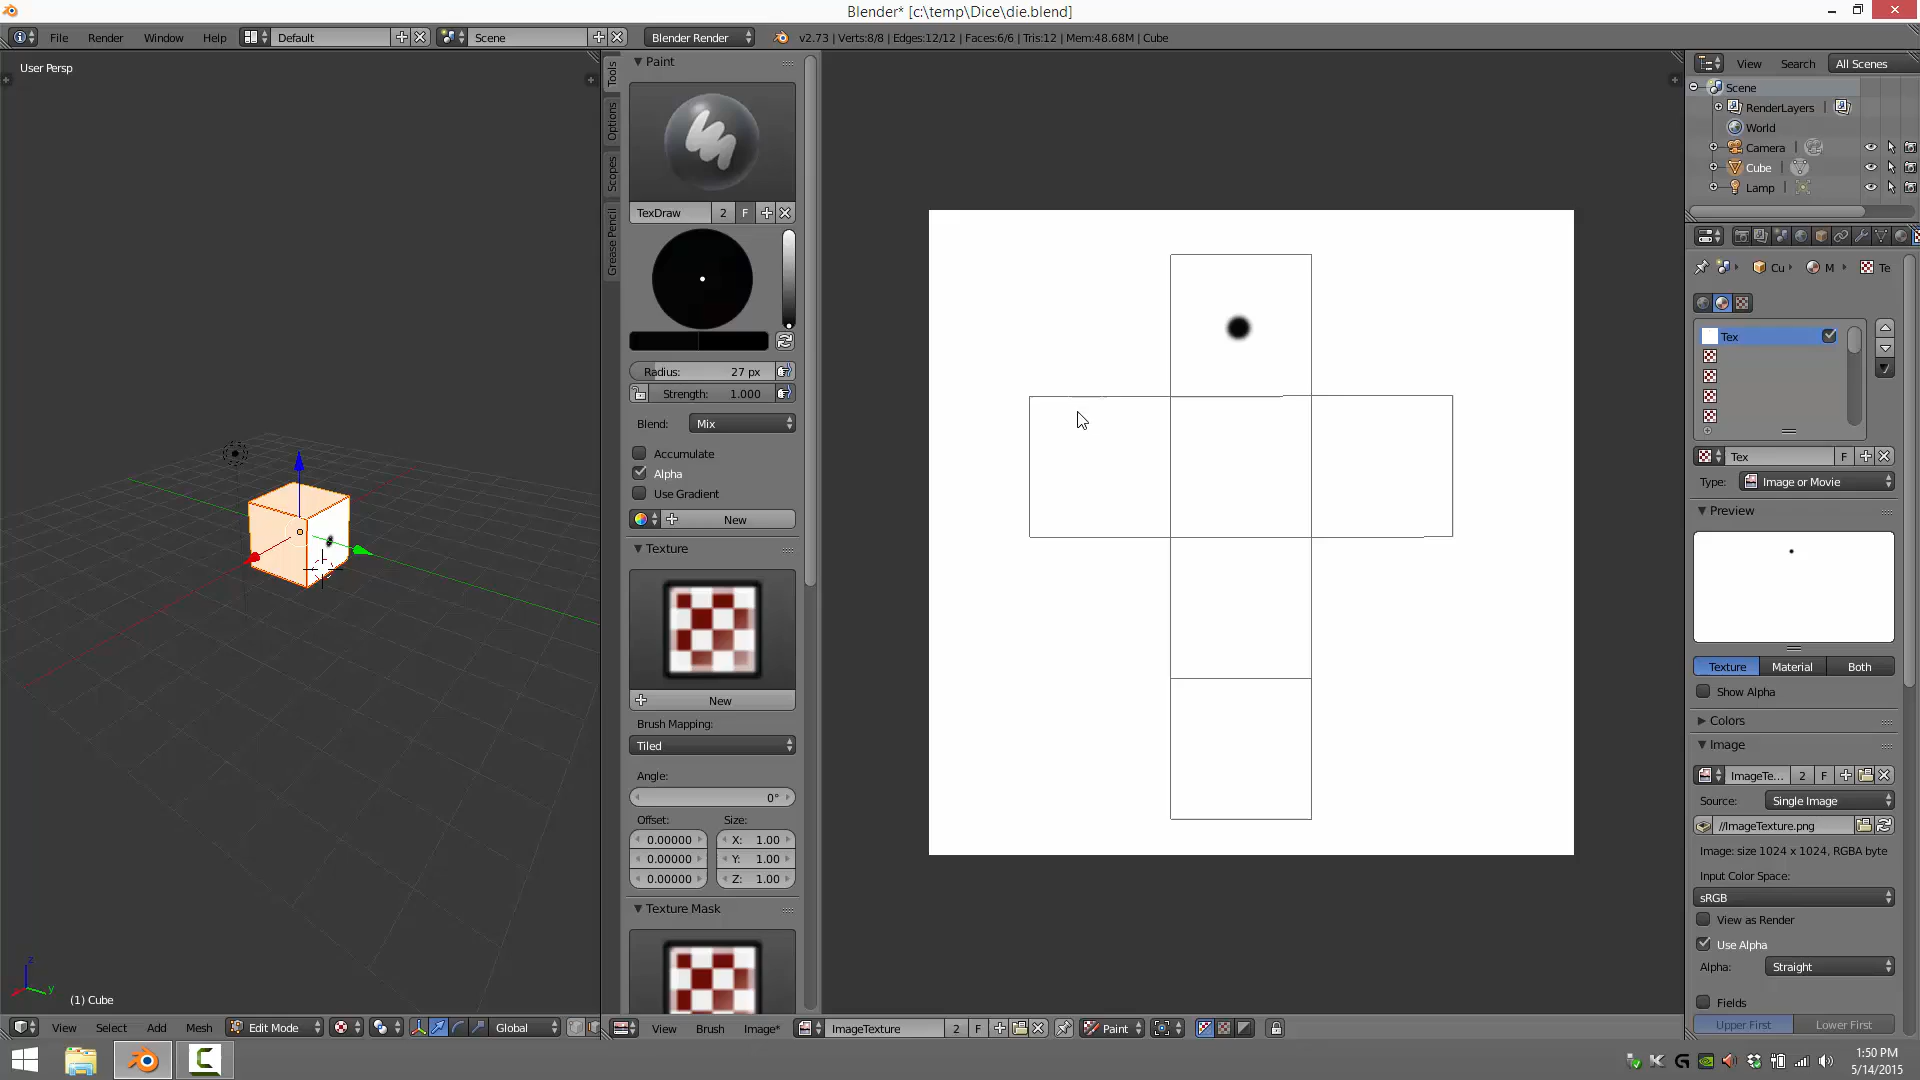 Blender* [c:\temp\Dice\die.blend]
File Render Window Help Default Scene Blender Render v2.73 | Verts:8/8 | Edges:12/12 | Faces:6/6 | Tris:12 | Mem:48.68M | Cube
User Persp
(1) Cube
z
y
View Select Add Mesh Edit Mode Global
Tools
Options
Scopes
Grease Pencil
Paint
TexDraw 2 F
Radius: 27 px
Strength: 1.000
Blend: Mix
Accumulate
Alpha
Use Gradient
New
Texture
New
Brush Mapping:
Tiled
Angle:
0°
Offset: Size:
0.00000 X: 1.00
0.00000 Y: 1.00
0.00000 Z: 1.00
Texture Mask
View Brush Image* ImageTexture 2 F Paint
View Search All Scenes
Scene
RenderLayers
World
Camera
Cube
Lamp
Cu M Te
Tex
Tex F
Type: Image or Movie
Preview
Texture Material Both
Show Alpha
Colors
Image
ImageTe... 2 F
Source: Single Image
//ImageTexture.png
Image: size 1024 x 1024, RGBA byte
Input Color Space:
sRGB
View as Render
Use Alpha
Alpha: Straight
Fields
Upper First Lower First
1:50 PM
5/14/2015